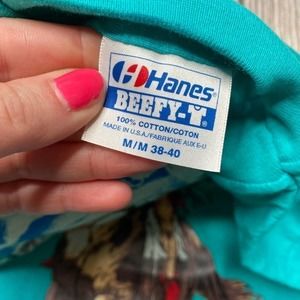 Hanes
BEEFY-T
100% COTTON/COTON
MADE IN U.S.A./FABRIQUE AUX E-U
M/M 38-40